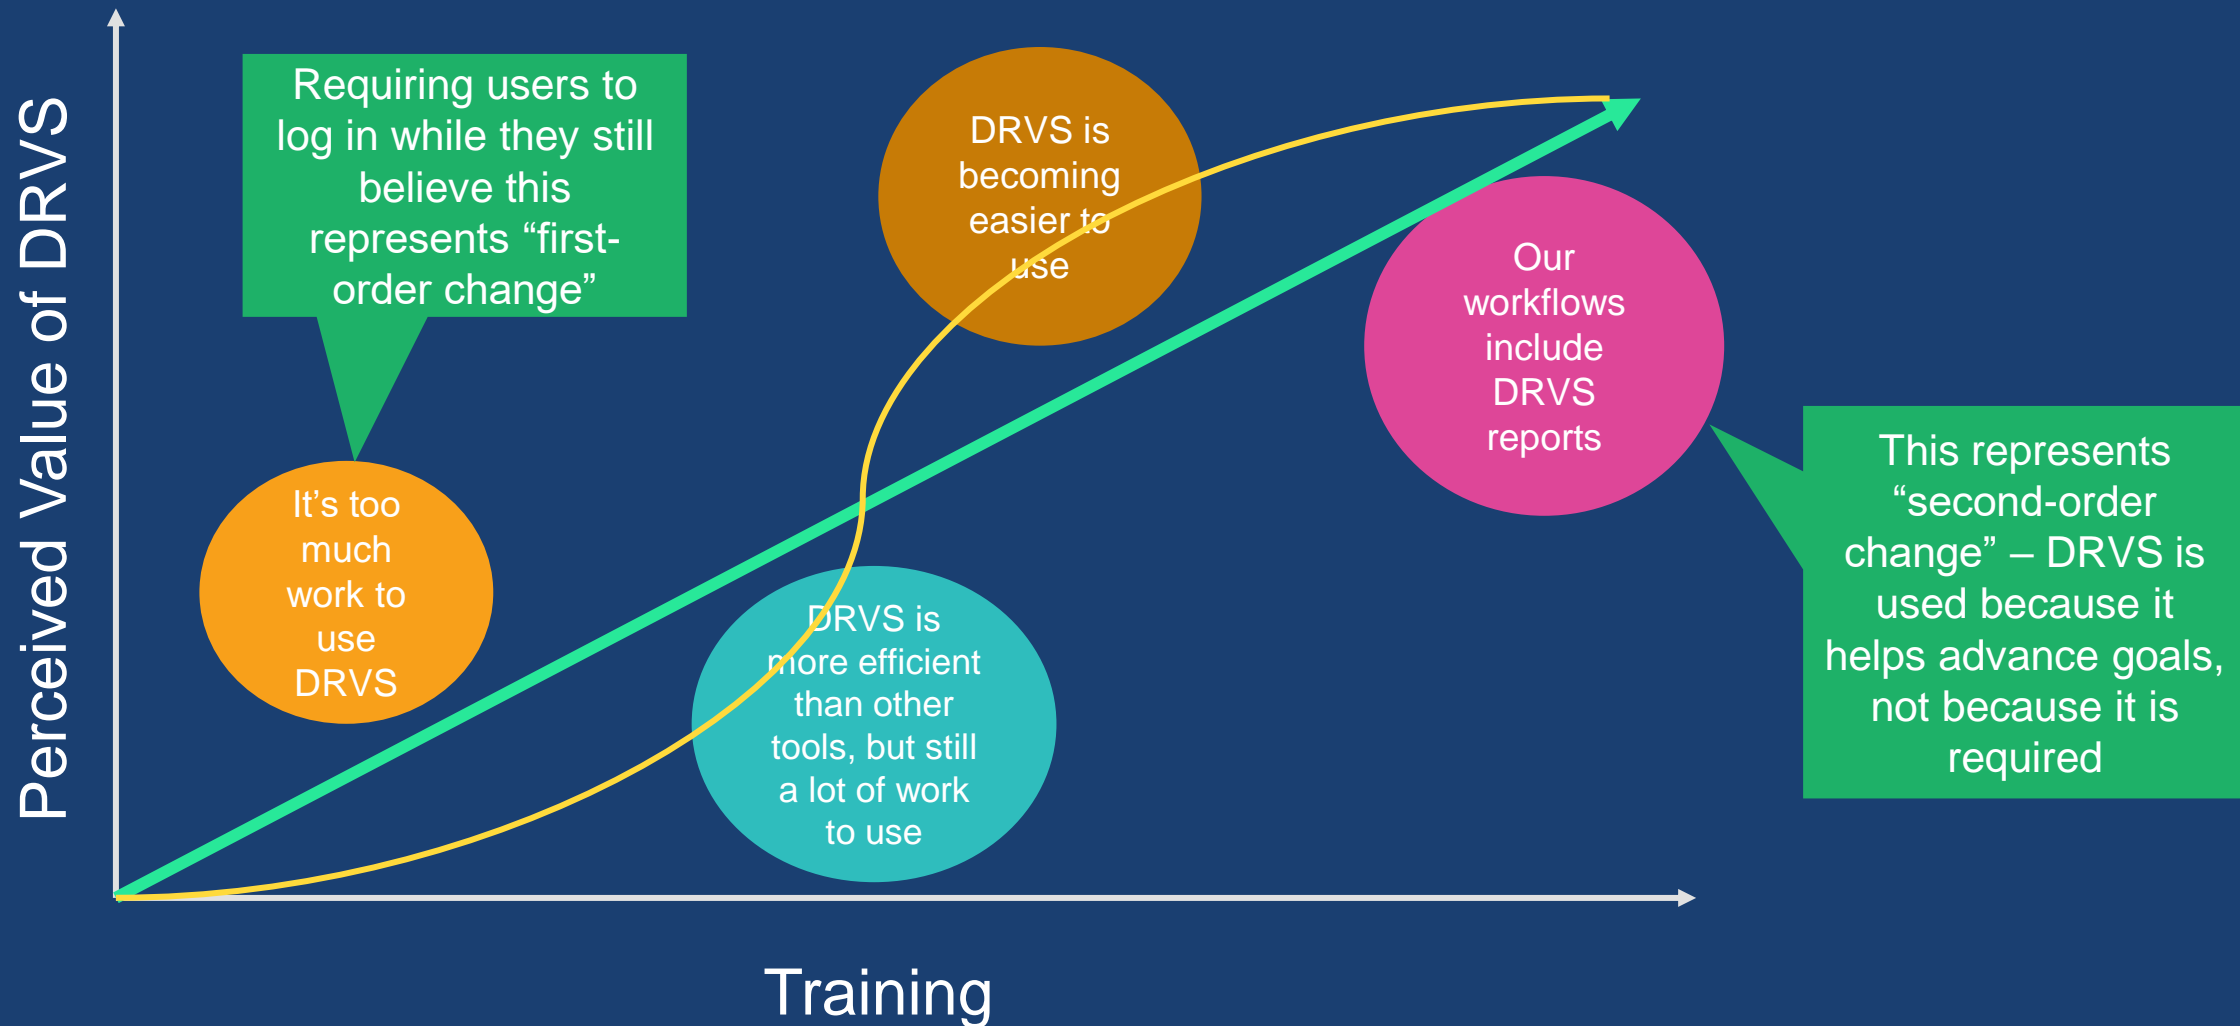 Perceived Value of DRVS
Requiring users to
log in while they still
believe this
represents “first-
order change”
It’s too
much
work to
use
DRVS
DRVS is
becoming
easier to
use
DRVS is
more efficient
than other
tools, but still
a lot of work
to use
Our
workflows
include
DRVS
reports
This represents
“second-order
change” – DRVS is
used because it
helps advance goals,
not because it is
required
Training